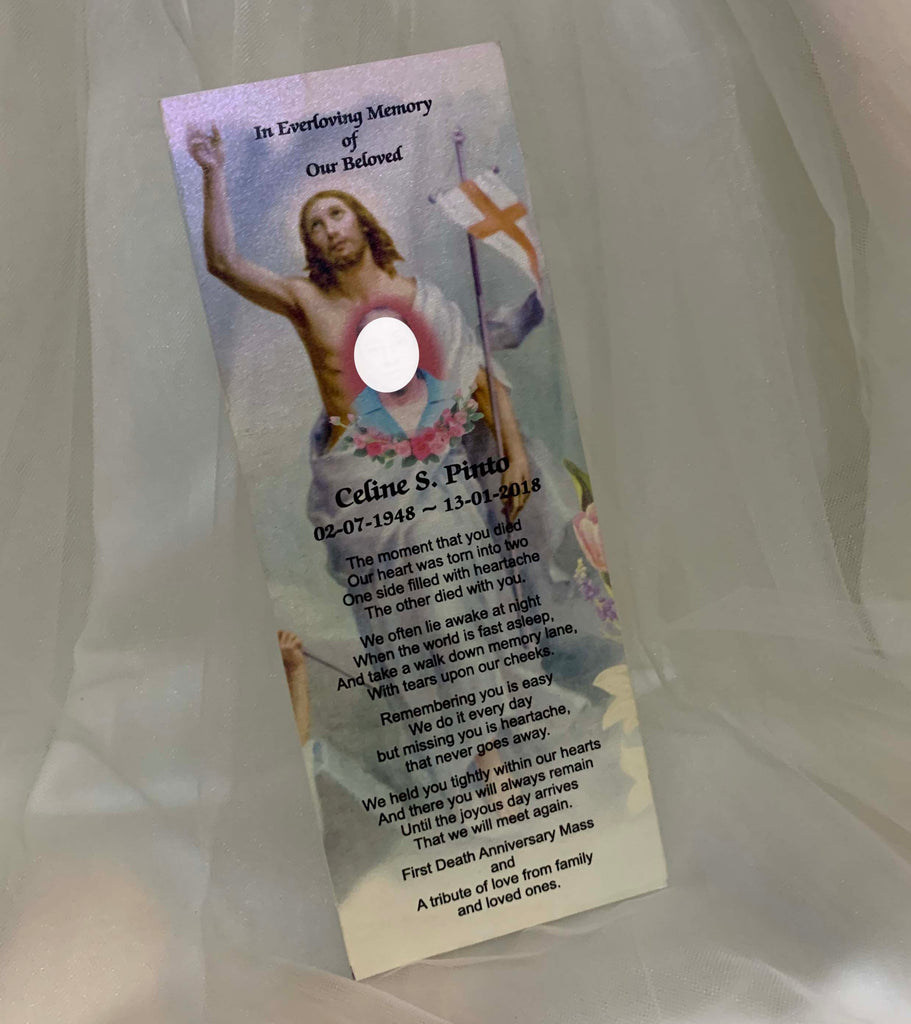 In Everloving Memory
of
Our Beloved
Celine S. Pinto
02-07-1948 ~ 13-01-2018
The moment that you died
Our heart was torn into two
One side filled with heartache
The other died with you.
We often lie awake at night
When the world is fast asleep,
And take a walk down memory lane,
With tears upon our cheeks.
Remembering you is easy
We do it every day
but missing you is heartache,
that never goes away.
We held you tightly within our hearts
And there you will always remain
Until the joyous day arrives
That we will meet again.
First Death Anniversary Mass
and
A tribute of love from family
and loved ones.